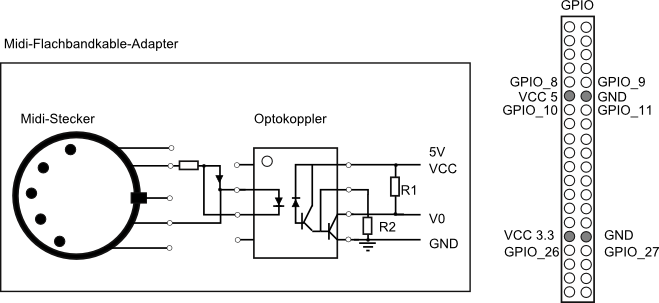 GPIO
Midi-Flachbandkable-Adapter
GPIO_8 GPIO_9
VCC 5 GND
GPIO_10 GPIO_11
Midi-Stecker Optokoppler
5V
VCC
R1
V0
R2
GND
VCC 3.3 GND
GPIO_26 GPIO_27